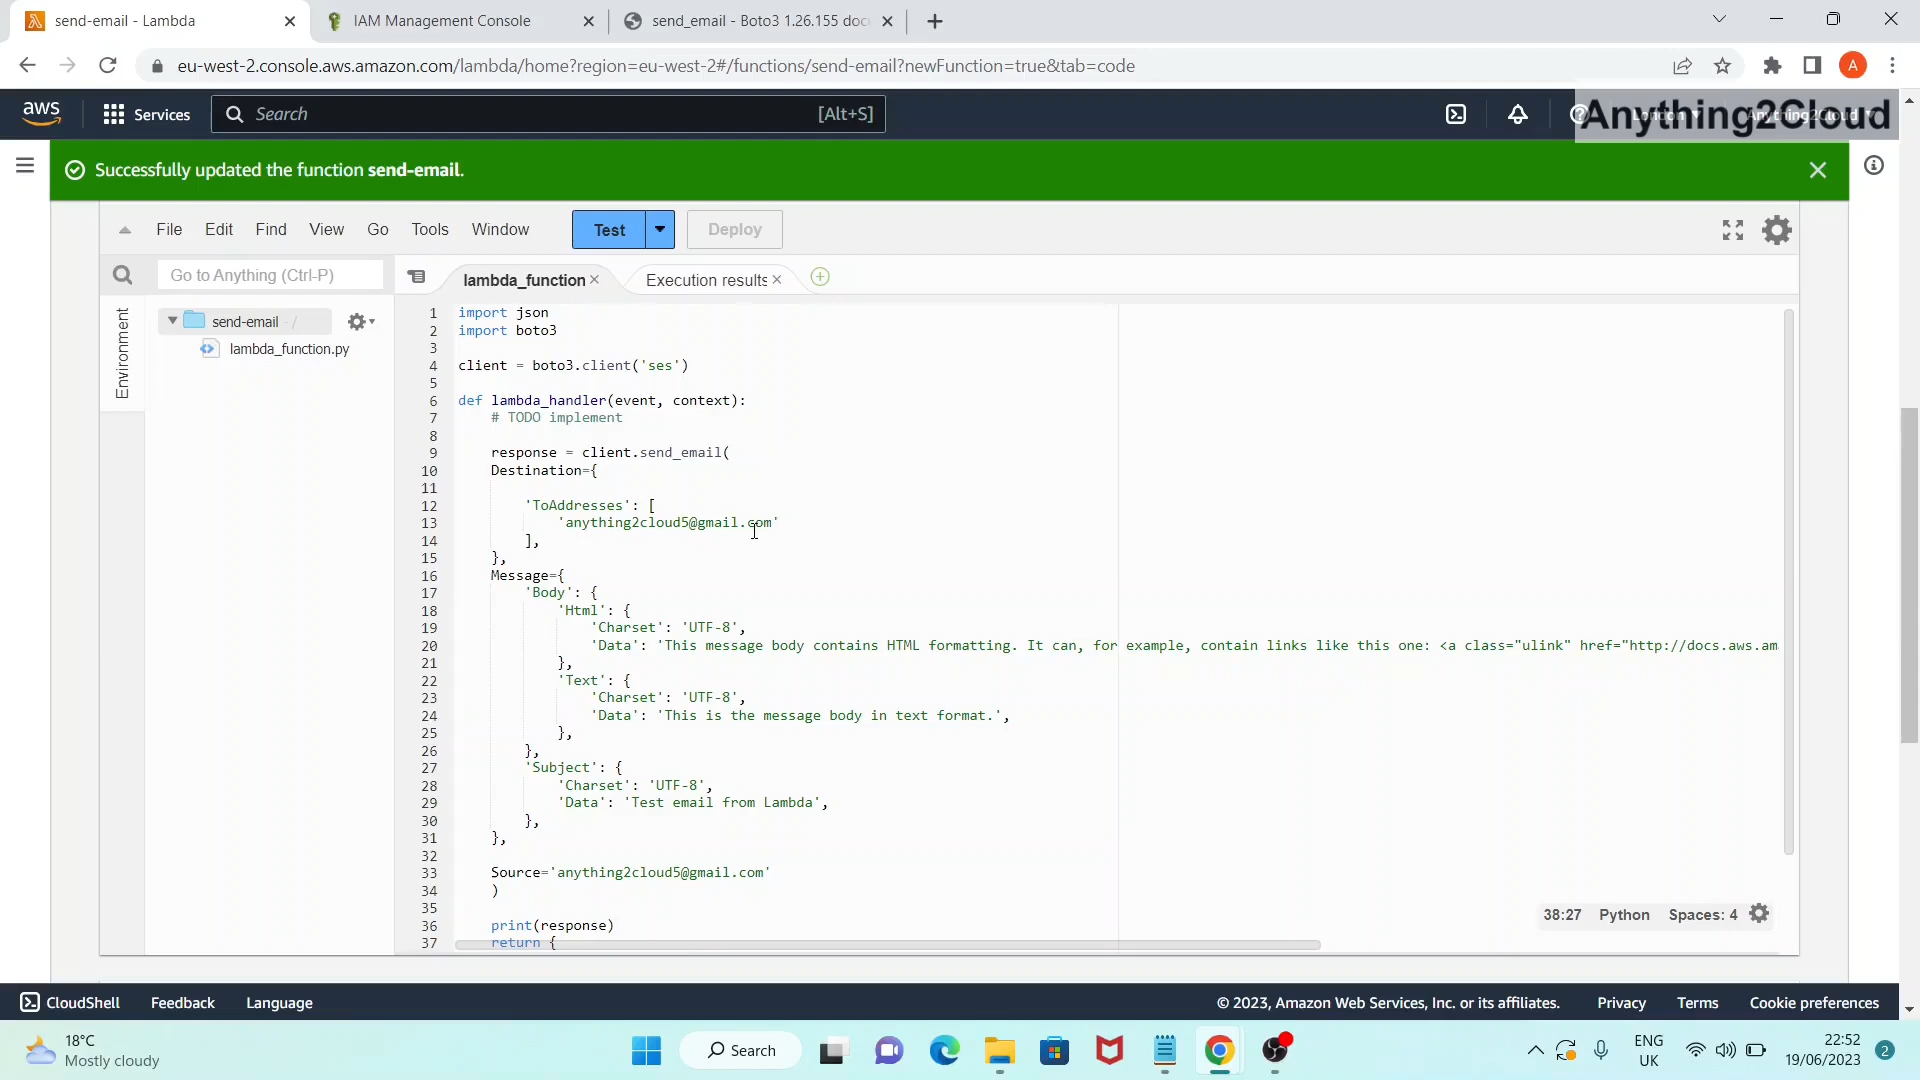 send-email - Lambda
IAM Management Console
send_email - Boto3 1.26.155 doc
eu-west-2.console.aws.amazon.com/lambda/home?region=eu-west-2#/functions/send-email?newFunction=true&tab=code
A
aws
Services
Search
[Alt+S]
Anything2Cloud
Successfully updated the function send-email.
File
Edit
Find
View
Go
Tools
Window
Test
Deploy
Go to Anything (Ctrl-P)
lambda_function
Execution results
Environment
send-email
/
lambda_function.py
1 import json
2 import boto3
3
4 client = boto3.client('ses')
5
6 def lambda_handler(event, context):
7 # TODO implement
8
9 response = client.send_email(
10 Destination={
11
12 'ToAddresses': [
13 'anything2cloud5@gmail.com'
14 ],
15 },
16 Message={
17 'Body': {
18 'Html': {
19 'Charset': 'UTF-8',
20 'Data': 'This message body contains HTML formatting. It can, for example, contain links like this one: <a class="ulink" href="http://docs.aws.am
21 },
22 'Text': {
23 'Charset': 'UTF-8',
24 'Data': 'This is the message body in text format.',
25 },
26 },
27 'Subject': {
28 'Charset': 'UTF-8',
29 'Data': 'Test email from Lambda',
30 },
31 },
32
33 Source='anything2cloud5@gmail.com'
34 )
35
36 print(response)
37 return {
38:27 Python Spaces: 4
CloudShell
Feedback
Language
© 2023, Amazon Web Services, Inc. or its affiliates.
Privacy
Terms
Cookie preferences
18°C
Mostly cloudy
Search
ENG
UK
22:52
19/06/2023
2